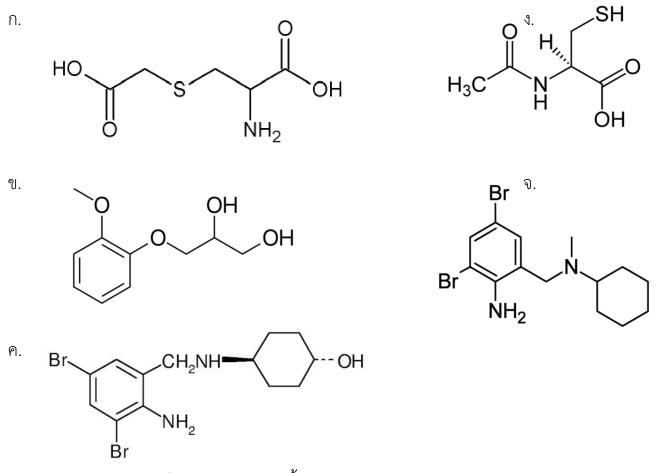 ก.
HO
O
S
NH2
O
OH
ง.
SH
H
O
H3C
N
H
O
OH
ข.
O
O
OH
OH
จ.
Br
Br
NH2
N
ค.
Br
CH2NH
OH
NH2
Br